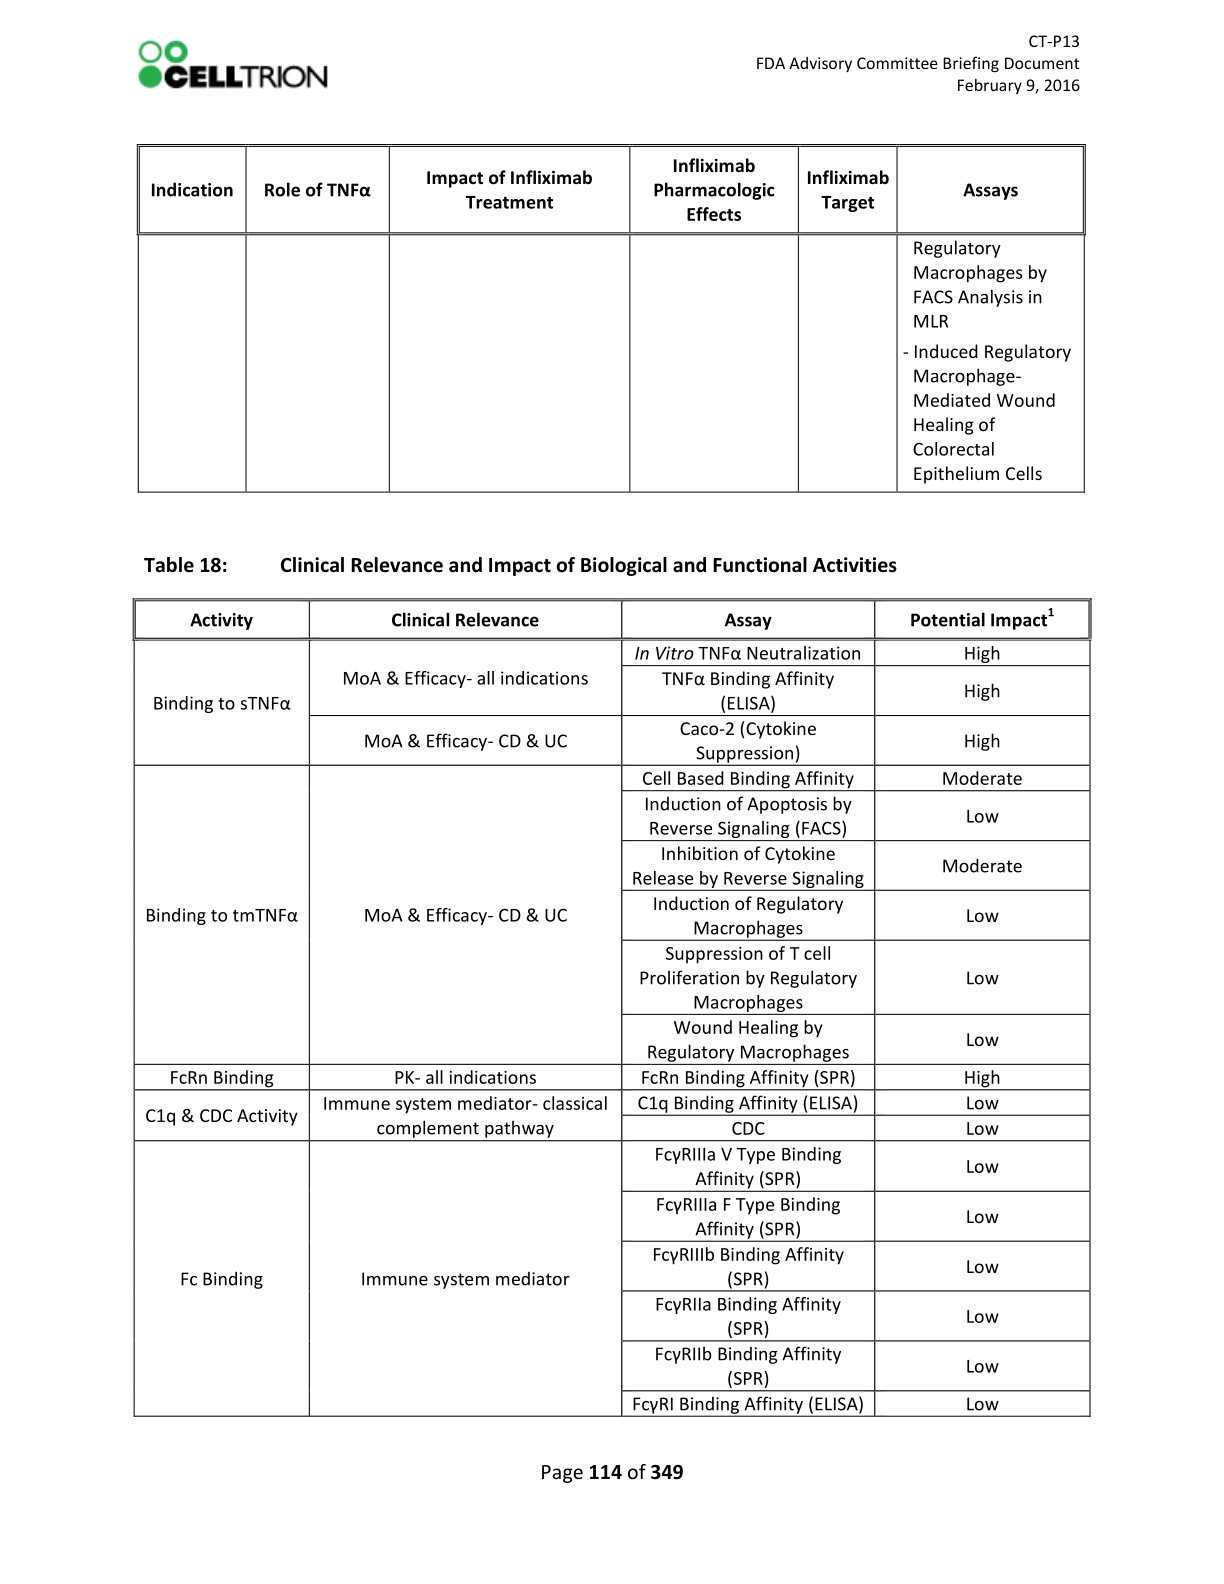 CELLTRION
CT-P13
FDA Advisory Committee Briefing Document
February 9, 2016
Indication
Role of TNFα
Impact of Infliximab
Treatment
Infliximab
Pharmacologic
Effects
Infliximab
Target
Assays
Regulatory
Macrophages by
FACS Analysis in
MLR
- Induced Regulatory
Macrophage-
Mediated Wound
Healing of
Colorectal
Epithelium Cells
Table 18: Clinical Relevance and Impact of Biological and Functional Activities
Activity
Clinical Relevance
Assay
Potential Impact1
Binding to sTNFα
MoA & Efficacy- all indications
In Vitro TNFα Neutralization
High
TNFα Binding Affinity
(ELISA)
High
MoA & Efficacy- CD & UC
Caco-2 (Cytokine
Suppression)
High
Binding to tmTNFα
MoA & Efficacy- CD & UC
Cell Based Binding Affinity
Moderate
Induction of Apoptosis by
Reverse Signaling (FACS)
Low
Inhibition of Cytokine
Release by Reverse Signaling
Moderate
Induction of Regulatory
Macrophages
Low
Suppression of T cell
Proliferation by Regulatory
Macrophages
Low
Wound Healing by
Regulatory Macrophages
Low
FcRn Binding
PK- all indications
FcRn Binding Affinity (SPR)
High
C1q & CDC Activity
Immune system mediator- classical
complement pathway
C1q Binding Affinity (ELISA)
Low
CDC
Low
Fc Binding
Immune system mediator
FcγRIIIa V Type Binding
Affinity (SPR)
Low
FcγRIIIa F Type Binding
Affinity (SPR)
Low
FcγRIIIb Binding Affinity
(SPR)
Low
FcγRIIa Binding Affinity
(SPR)
Low
FcγRIIb Binding Affinity
(SPR)
Low
FcγRI Binding Affinity (ELISA)
Low
Page 114 of 349